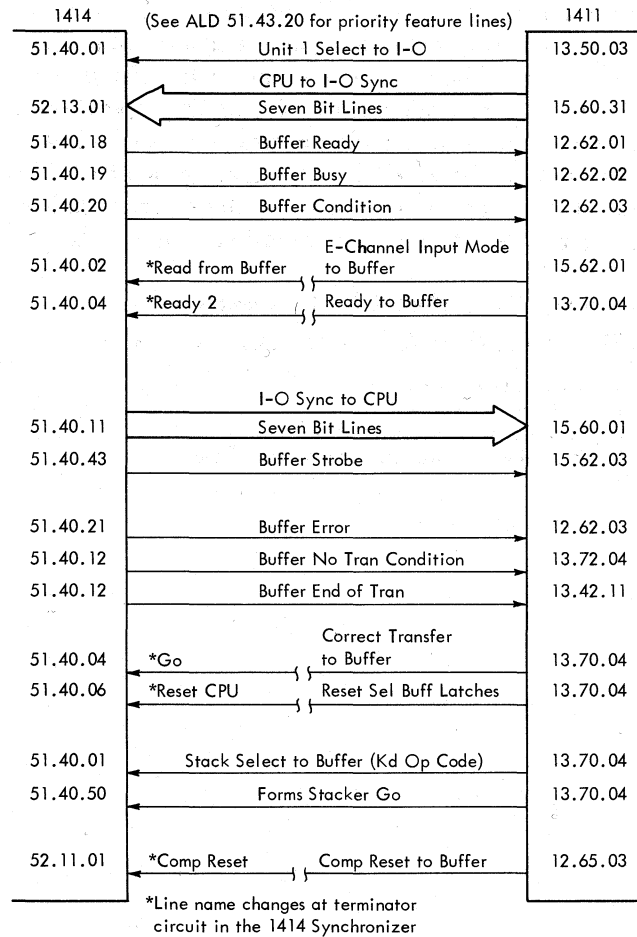 1414 (See ALD 51.43.20 for priority feature lines) 1411
51.40.01 Unit 1 Select to I-O 13.50.03
CPU to I-O Sync
52.13.01 Seven Bit Lines 15.60.31
51.40.18 Buffer Ready 12.62.01
51.40.19 Buffer Busy 12.62.02
51.40.20 Buffer Condition 12.62.03
E-Channel Input Mode
51.40.02 *Read from Buffer to Buffer 15.62.01
51.40.04 *Ready 2 Ready to Buffer 13.70.04
I-O Sync to CPU
51.40.11 Seven Bit Lines 15.60.01
51.40.43 Buffer Strobe 15.62.03
51.40.21 Buffer Error 12.62.03
51.40.12 Buffer No Tran Condition 13.72.04
51.40.12 Buffer End of Tran 13.42.11
Correct Transfer
51.40.04 *Go to Buffer 13.70.04
51.40.06 *Reset CPU Reset Sel Buff Latches 13.70.04
51.40.01 Stack Select to Buffer (Kd Op Code) 13.70.04
51.40.50 Forms Stacker Go 13.70.04
52.11.01 *Comp Reset Comp Reset to Buffer 12.65.03
*Line name changes at terminator
circuit in the 1414 Synchronizer